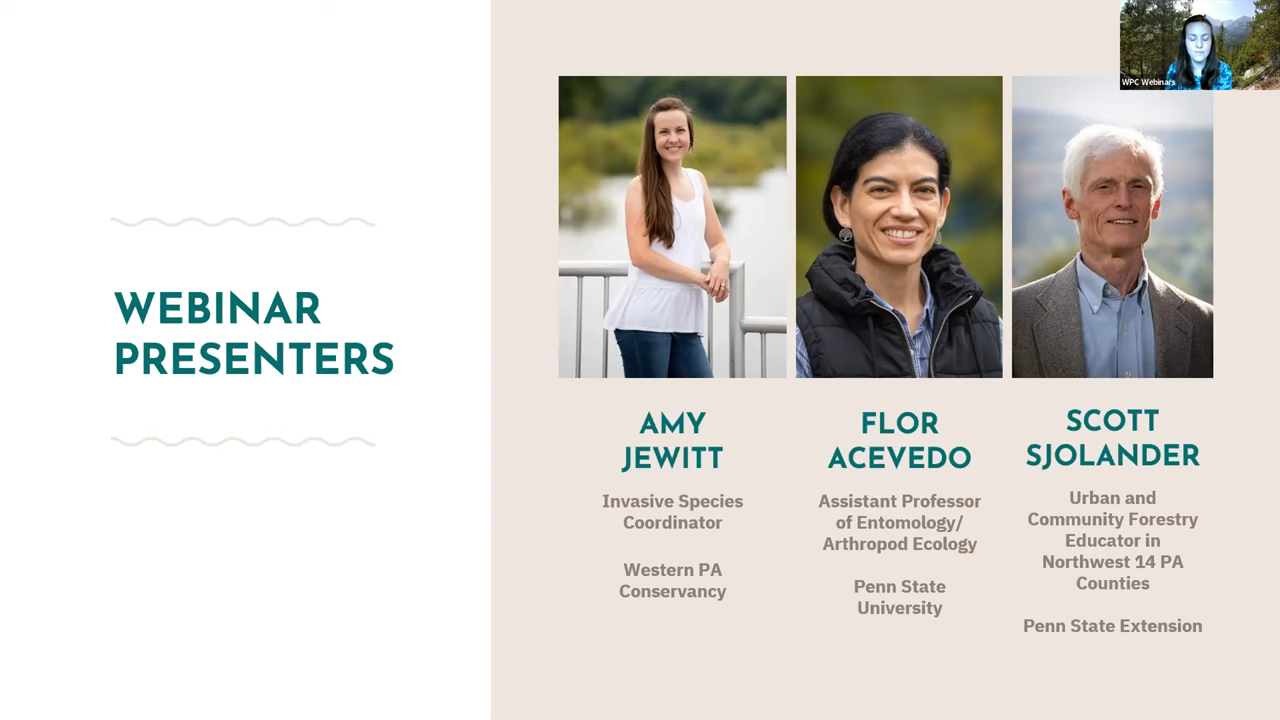 WPC Webinars
WEBINAR
PRESENTERS
AMY
JEWITT
Invasive Species
Coordinator
Western PA
Conservancy
FLOR
ACEVEDO
Assistant Professor
of Entomology/
Arthropod Ecology
Penn State
University
SCOTT
SJOLANDER
Urban and
Community Forestry
Educator in
Northwest 14 PA
Counties
Penn State Extension